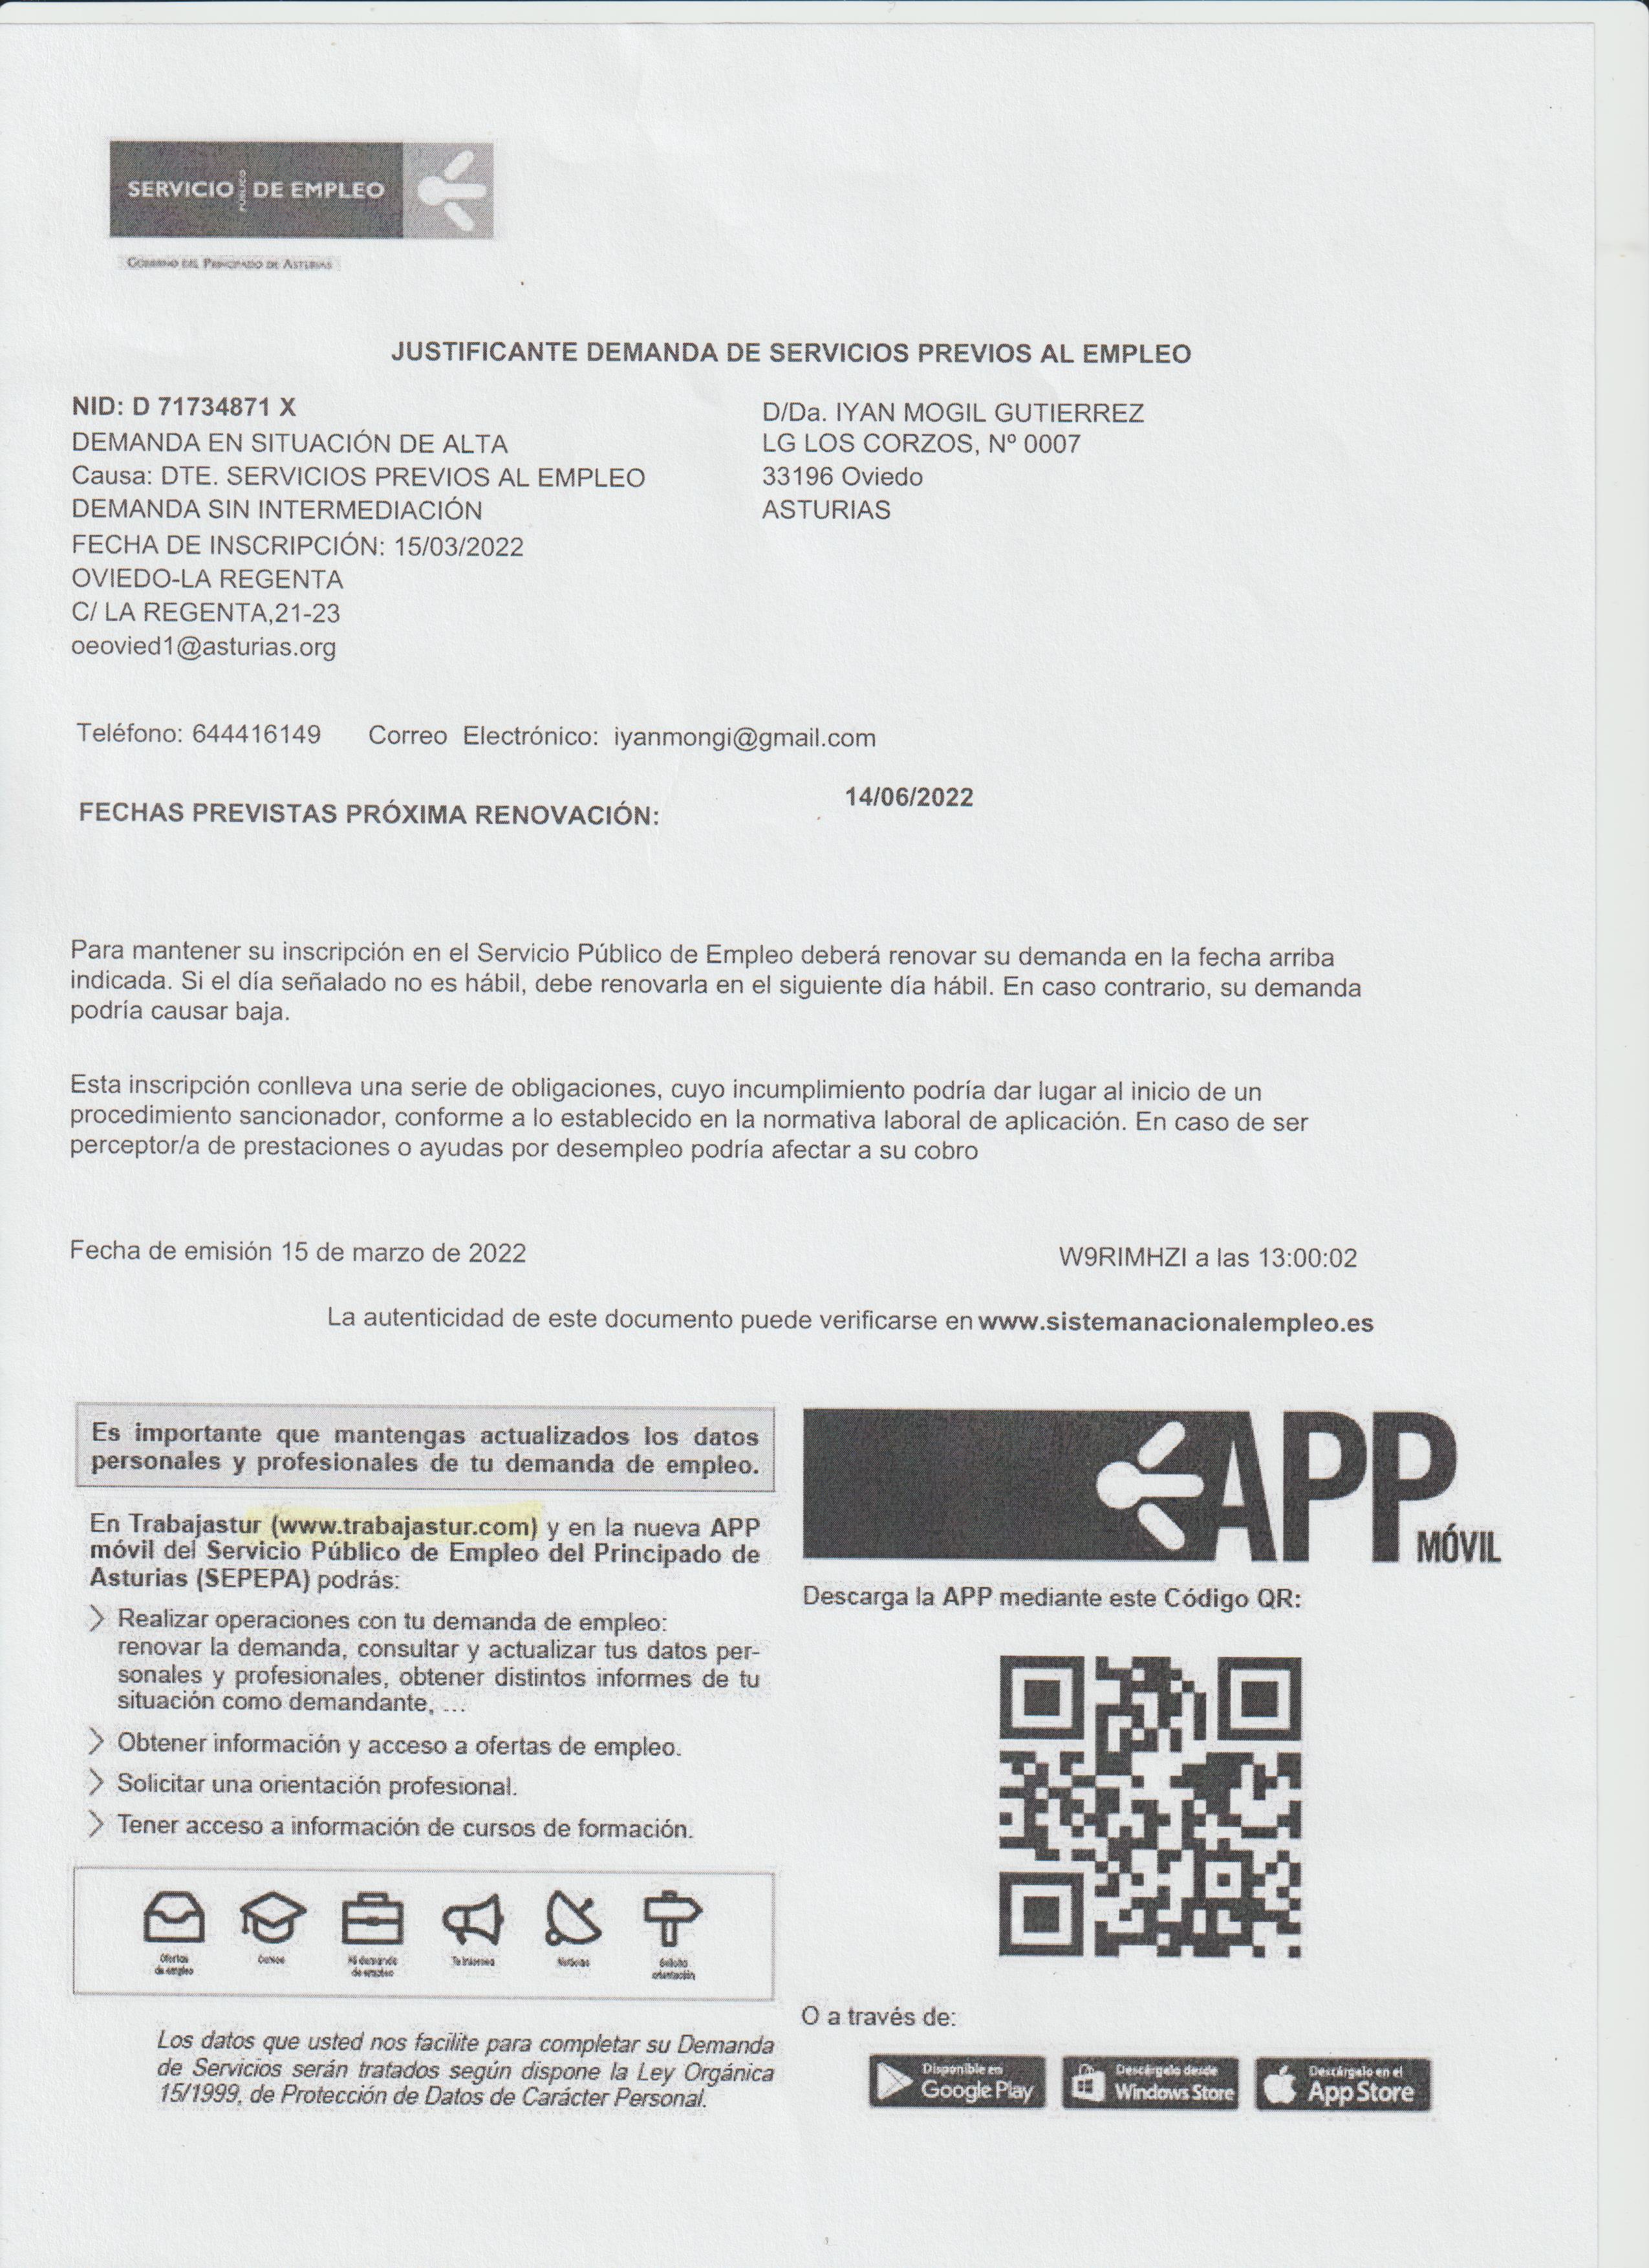 SERVICIO PÚBLICO DE EMPLEO
GOBIERNO DEL PRINCIPADO DE ASTURIAS
JUSTIFICANTE DEMANDA DE SERVICIOS PREVIOS AL EMPLEO
NID: D 71734871 X
DEMANDA EN SITUACIÓN DE ALTA
Causa: DTE. SERVICIOS PREVIOS AL EMPLEO
DEMANDA SIN INTERMEDIACIÓN
FECHA DE INSCRIPCIÓN: 15/03/2022
OVIEDO-LA REGENTA
C/ LA REGENTA,21-23
oeovied1@asturias.org
D/Da. IYAN MOGIL GUTIERREZ
LG LOS CORZOS, Nº 0007
33196 Oviedo
ASTURIAS
Teléfono: 644416149 Correo Electrónico: iyanmongi@gmail.com
FECHAS PREVISTAS PRÓXIMA RENOVACIÓN: 14/06/2022
Para mantener su inscripción en el Servicio Público de Empleo deberá renovar su demanda en la fecha arriba
indicada. Si el día señalado no es hábil, debe renovarla en el siguiente día hábil. En caso contrario, su demanda
podría causar baja.
Esta inscripción conlleva una serie de obligaciones, cuyo incumplimiento podría dar lugar al inicio de un
procedimiento sancionador, conforme a lo establecido en la normativa laboral de aplicación. En caso de ser
perceptor/a de prestaciones o ayudas por desempleo podría afectar a su cobro
Fecha de emisión 15 de marzo de 2022
W9RIMHZI a las 13:00:02
La autenticidad de este documento puede verificarse en www.sistemanacionalempleo.es
Es importante que mantengas actualizados los datos
personales y profesionales de tu demanda de empleo.
En Trabajastur (www.trabajastur.com) y en la nueva APP
móvil del Servicio Público de Empleo del Principado de
Asturias (SEPEPA) podrás:
Realizar operaciones con tu demanda de empleo:
renovar la demanda, consultar y actualizar tus datos per-
sonales y profesionales, obtener distintos informes de tu
situación como demandante, ...
Obtener información y acceso a ofertas de empleo.
Solicitar una orientación profesional.
Tener acceso a información de cursos de formación.
Ofertas
de empleo
Cursos
Mi demanda
de empleo
Te interesa
Noticias
Solicita
orientación
Los datos que usted nos facilite para completar su Demanda
de Servicios serán tratados según dispone la Ley Orgánica
15/1999, de Protección de Datos de Carácter Personal.
APP
MÓVIL
Descarga la APP mediante este Código QR:
O a través de:
Disponible en
Google Play
Descárgelo desde
Windows Store
Descárgelo en el
App Store